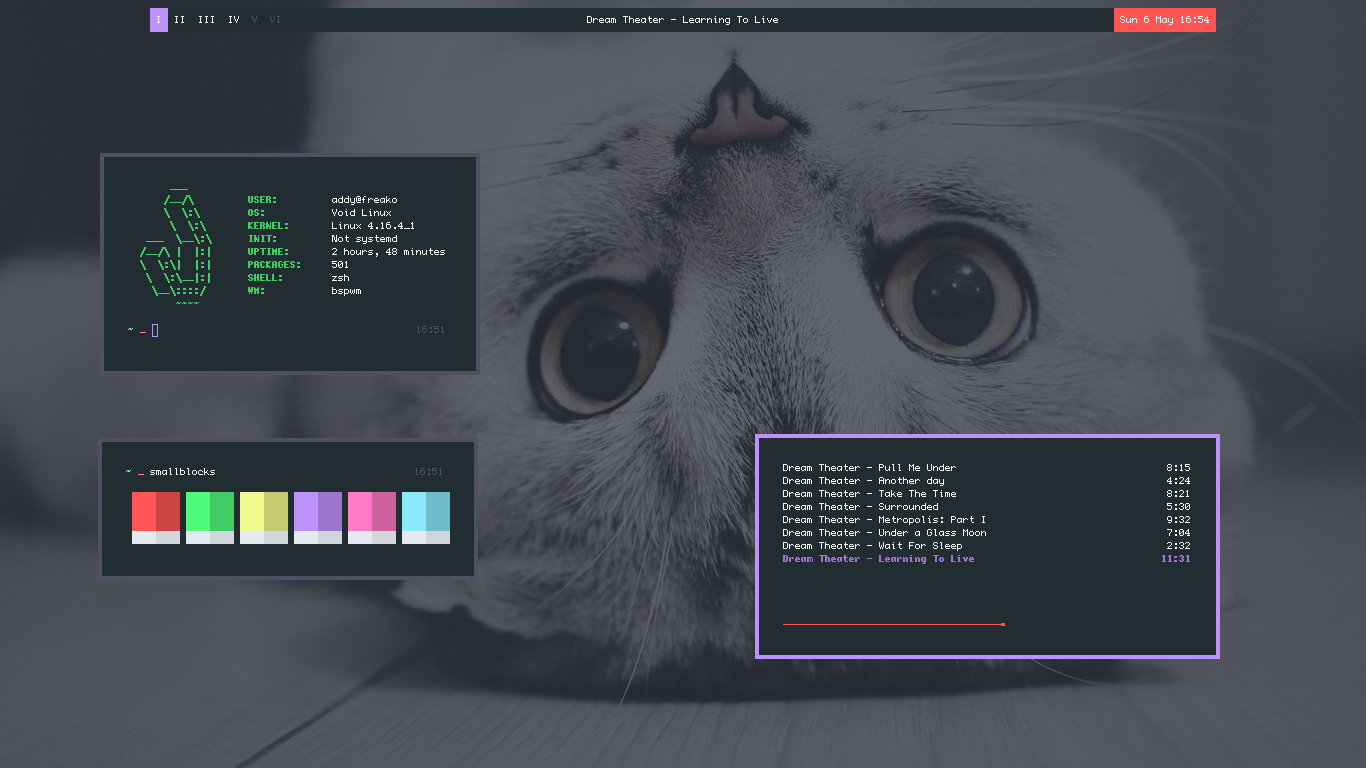 I II III IV V VI
Dream Theater - Learning To Live
Sun 6 May 16:54
USER: addy@freako
OS: Void Linux
KERNEL: Linux 4.16.4_1
INIT: Not systemd
UPTIME: 2 hours, 48 minutes
PACKAGES: 501
SHELL: zsh
WM: bspwm
~ _ 16:51
~ _ smallblocks 16:51
Dream Theater - Pull Me Under 8:15
Dream Theater - Another day 4:24
Dream Theater - Take The Time 8:21
Dream Theater - Surrounded 5:30
Dream Theater - Metropolis: Part I 9:32
Dream Theater - Under a Glass Moon 7:04
Dream Theater - Wait For Sleep 2:32
Dream Theater - Learning To Live 11:31